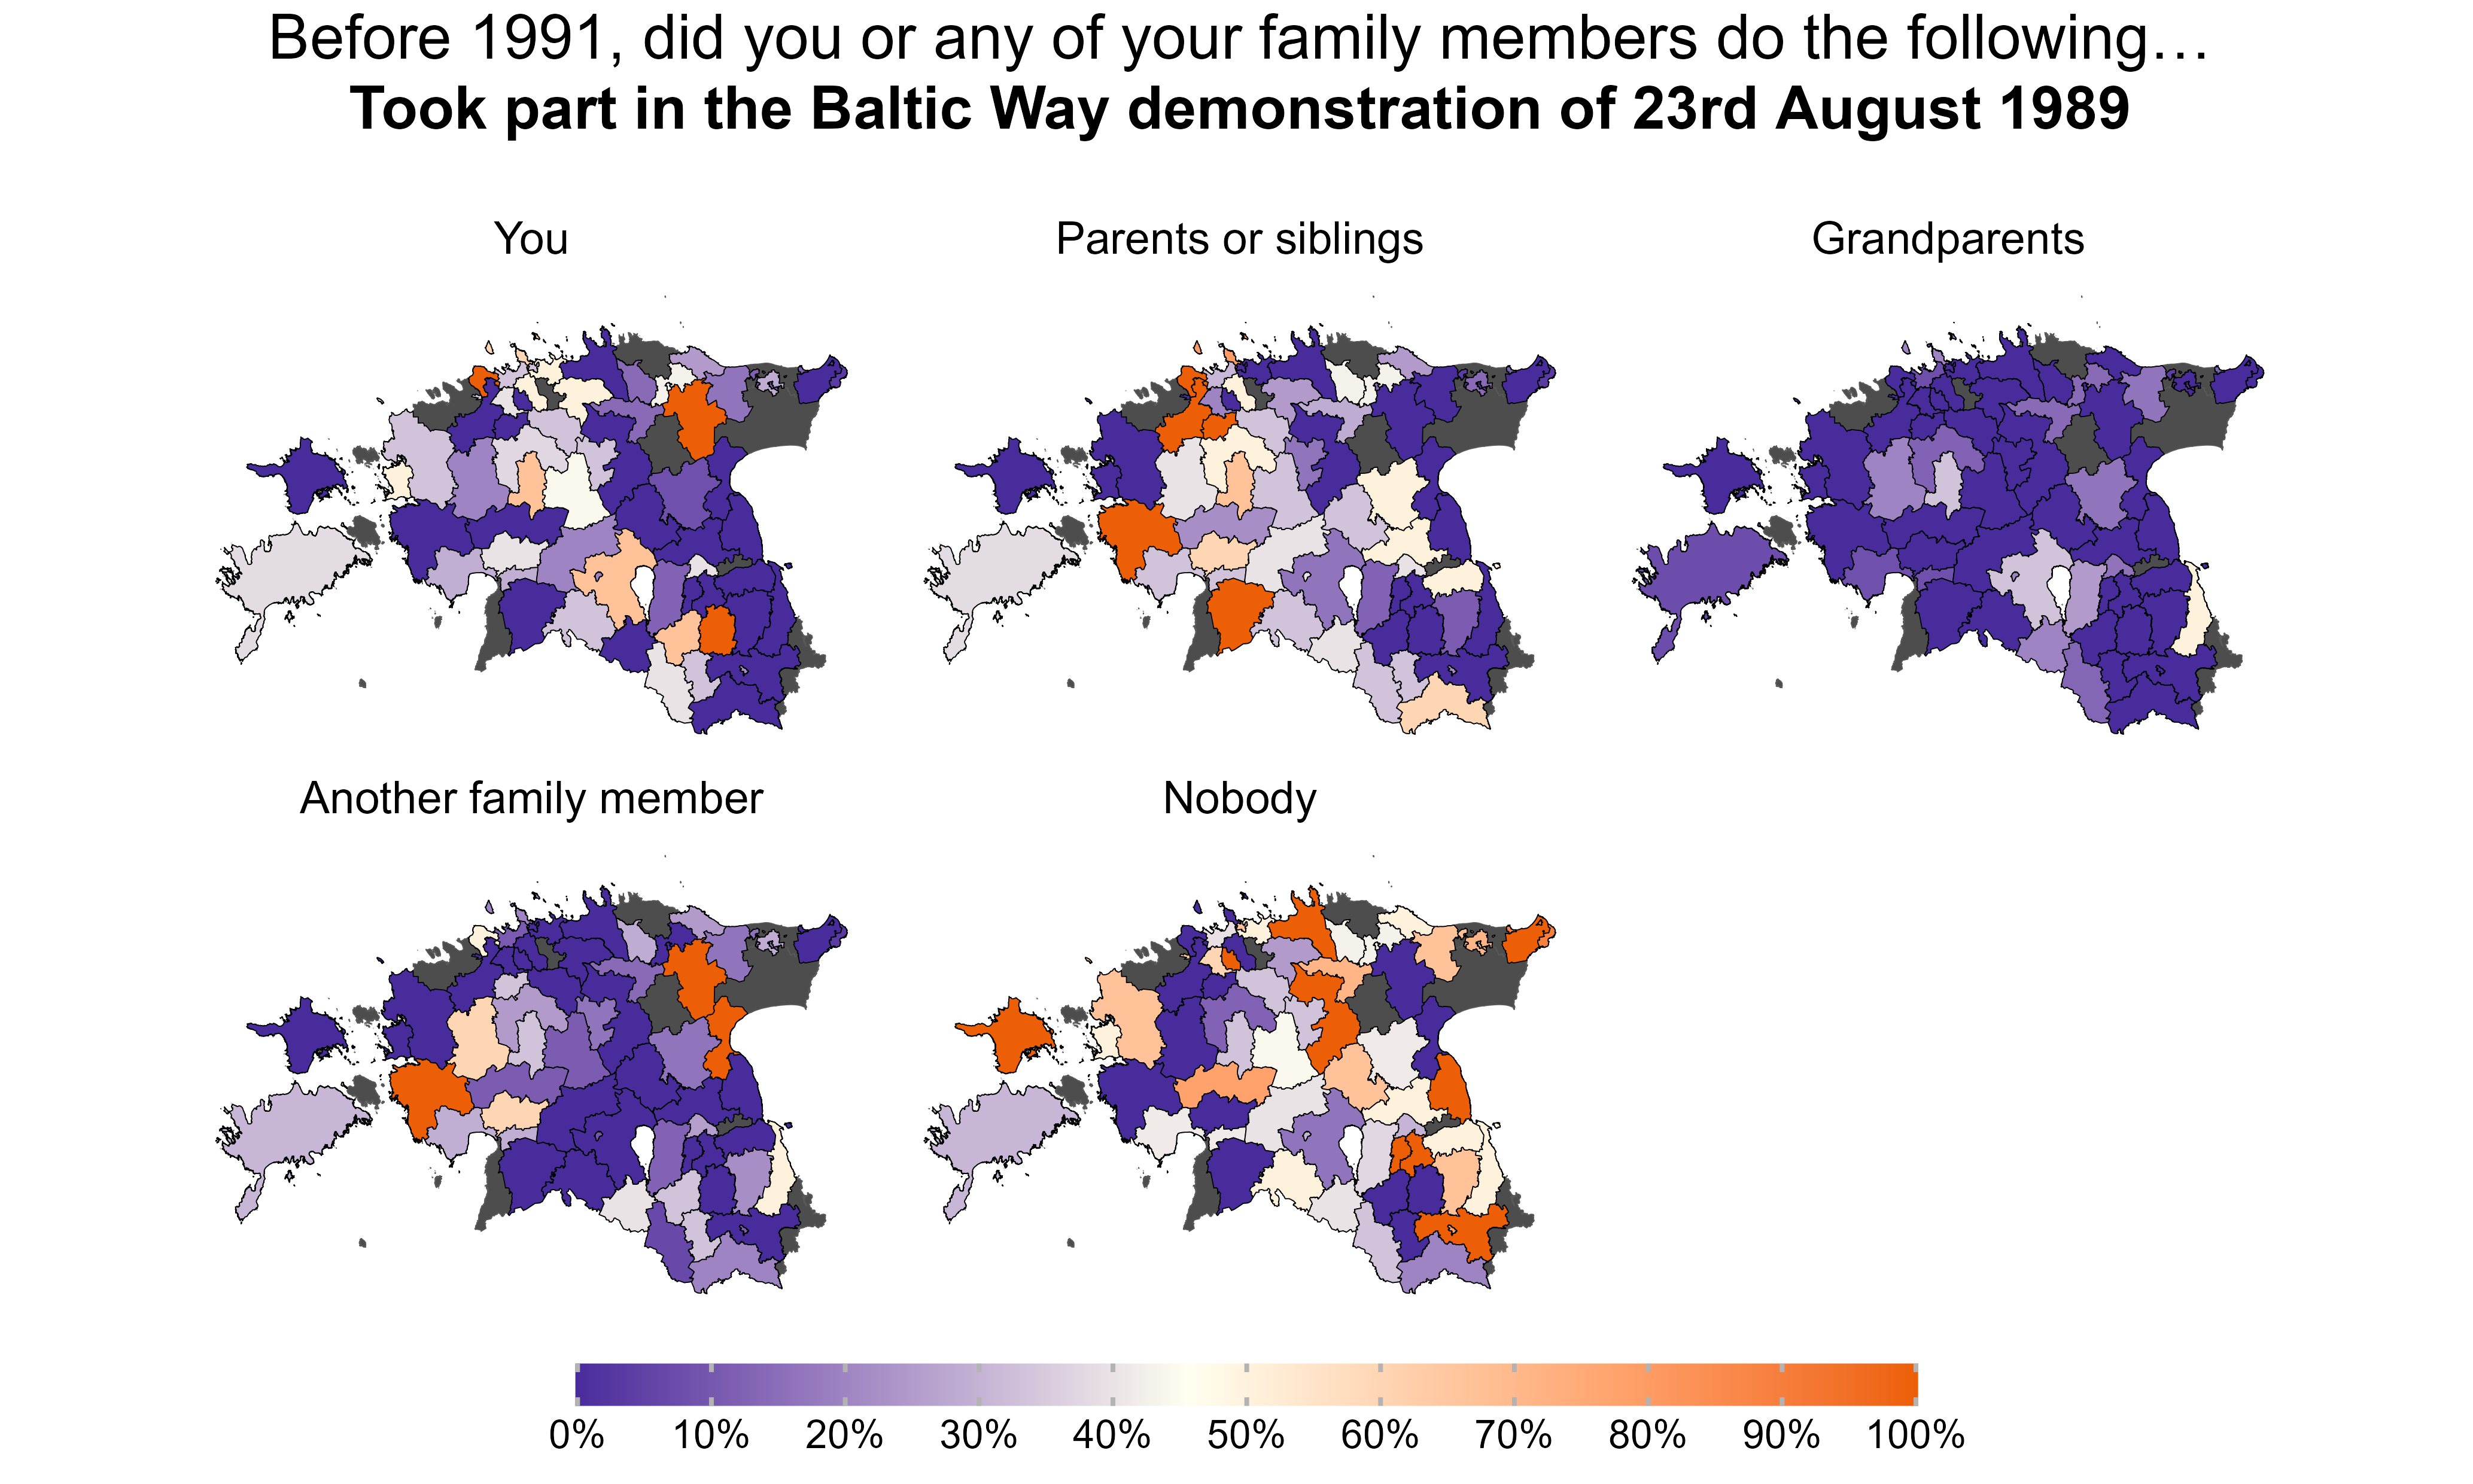 Before 1991, did you or any of your family members do the following…
Took part in the Baltic Way demonstration of 23rd August 1989
You
Parents or siblings
Grandparents
Another family member
Nobody
0% 10% 20% 30% 40% 50% 60% 70% 80% 90% 100%